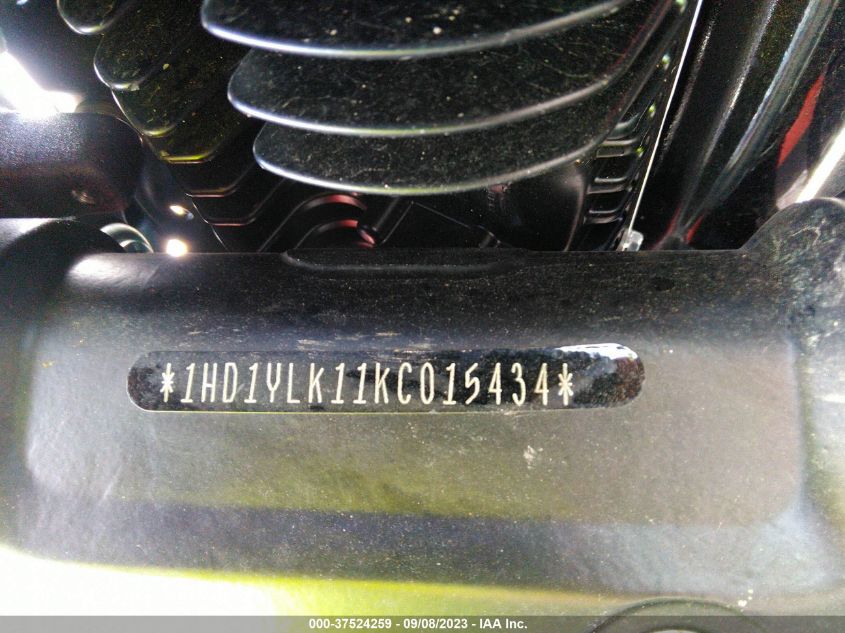 *1HD1YLK11KC015434*
000-37524259 - 09/08/2023 - IAA Inc.